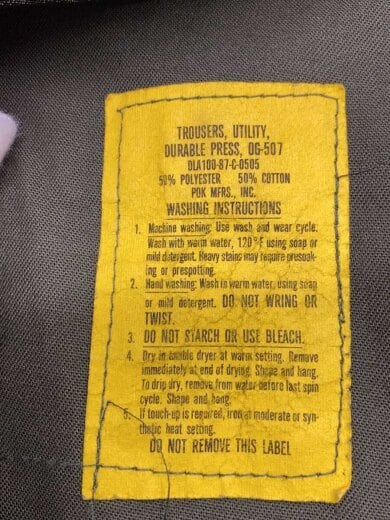 TROUSERS, UTILITY,
DURABLE PRESS, OG-507
DLA100-87-C-0505
50% POLYESTER 50% COTTON
POK MFRS., INC.
WASHING INSTRUCTIONS
1. Machine washing: Use wash and wear cycle.
Wash with warm water, 120°F using soap or
mild detergent. Heavy stains may require presoak-
ing or prespotting.
2. Hand washing: Wash in warm water, using soap
or mild detergent. DO NOT WRING OR
TWIST.
3. DO NOT STARCH OR USE BLEACH.
4. Dry in tumble dryer at warm setting. Remove
immediately at end of drying. Shape and hang.
To drip dry, remove from water before last spin
cycle. Shape and hang.
5. If touch-up is required, iron at moderate or syn-
thetic heat setting.
DO NOT REMOVE THIS LABEL